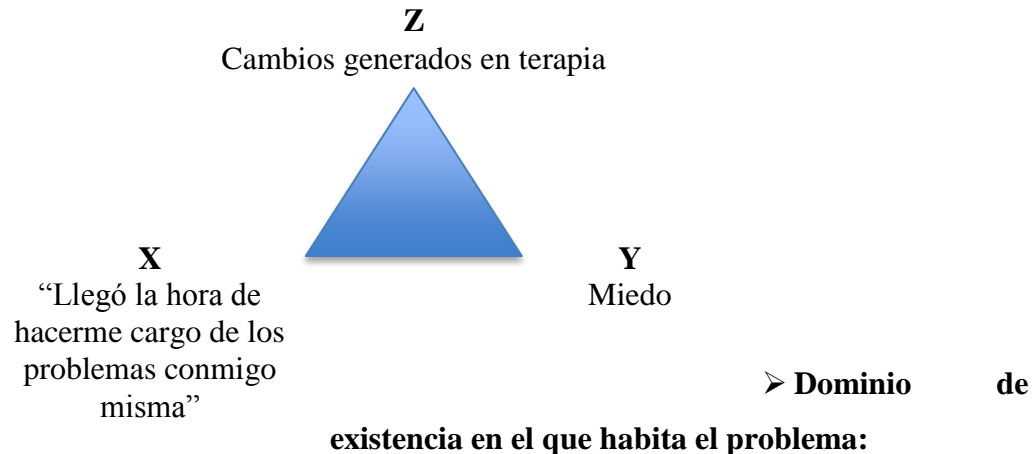 Z
Cambios generados en terapia
X
“Llegó la hora de
hacerme cargo de los
problemas conmigo
misma”
Y
Miedo
➢ Dominio de
existencia en el que habita el problema: